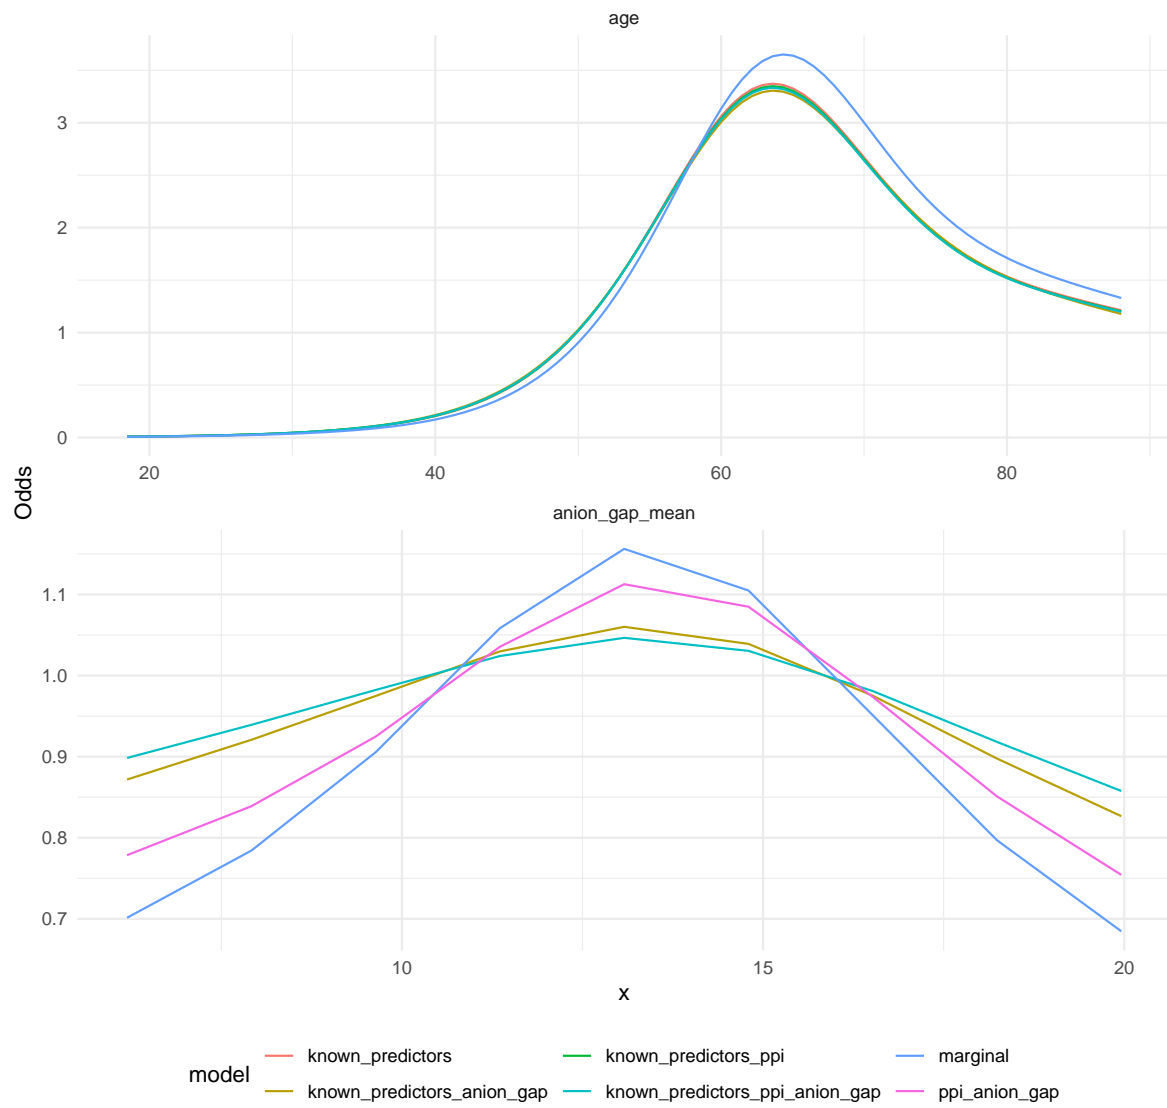 age
3
2
1
0
20 40 60 80
Odds
anion_gap_mean
1.1
1.0
0.9
0.8
0.7
10 15 20
x
model
known_predictors known_predictors_ppi marginal
known_predictors_anion_gap known_predictors_ppi_anion_gap ppi_anion_gap